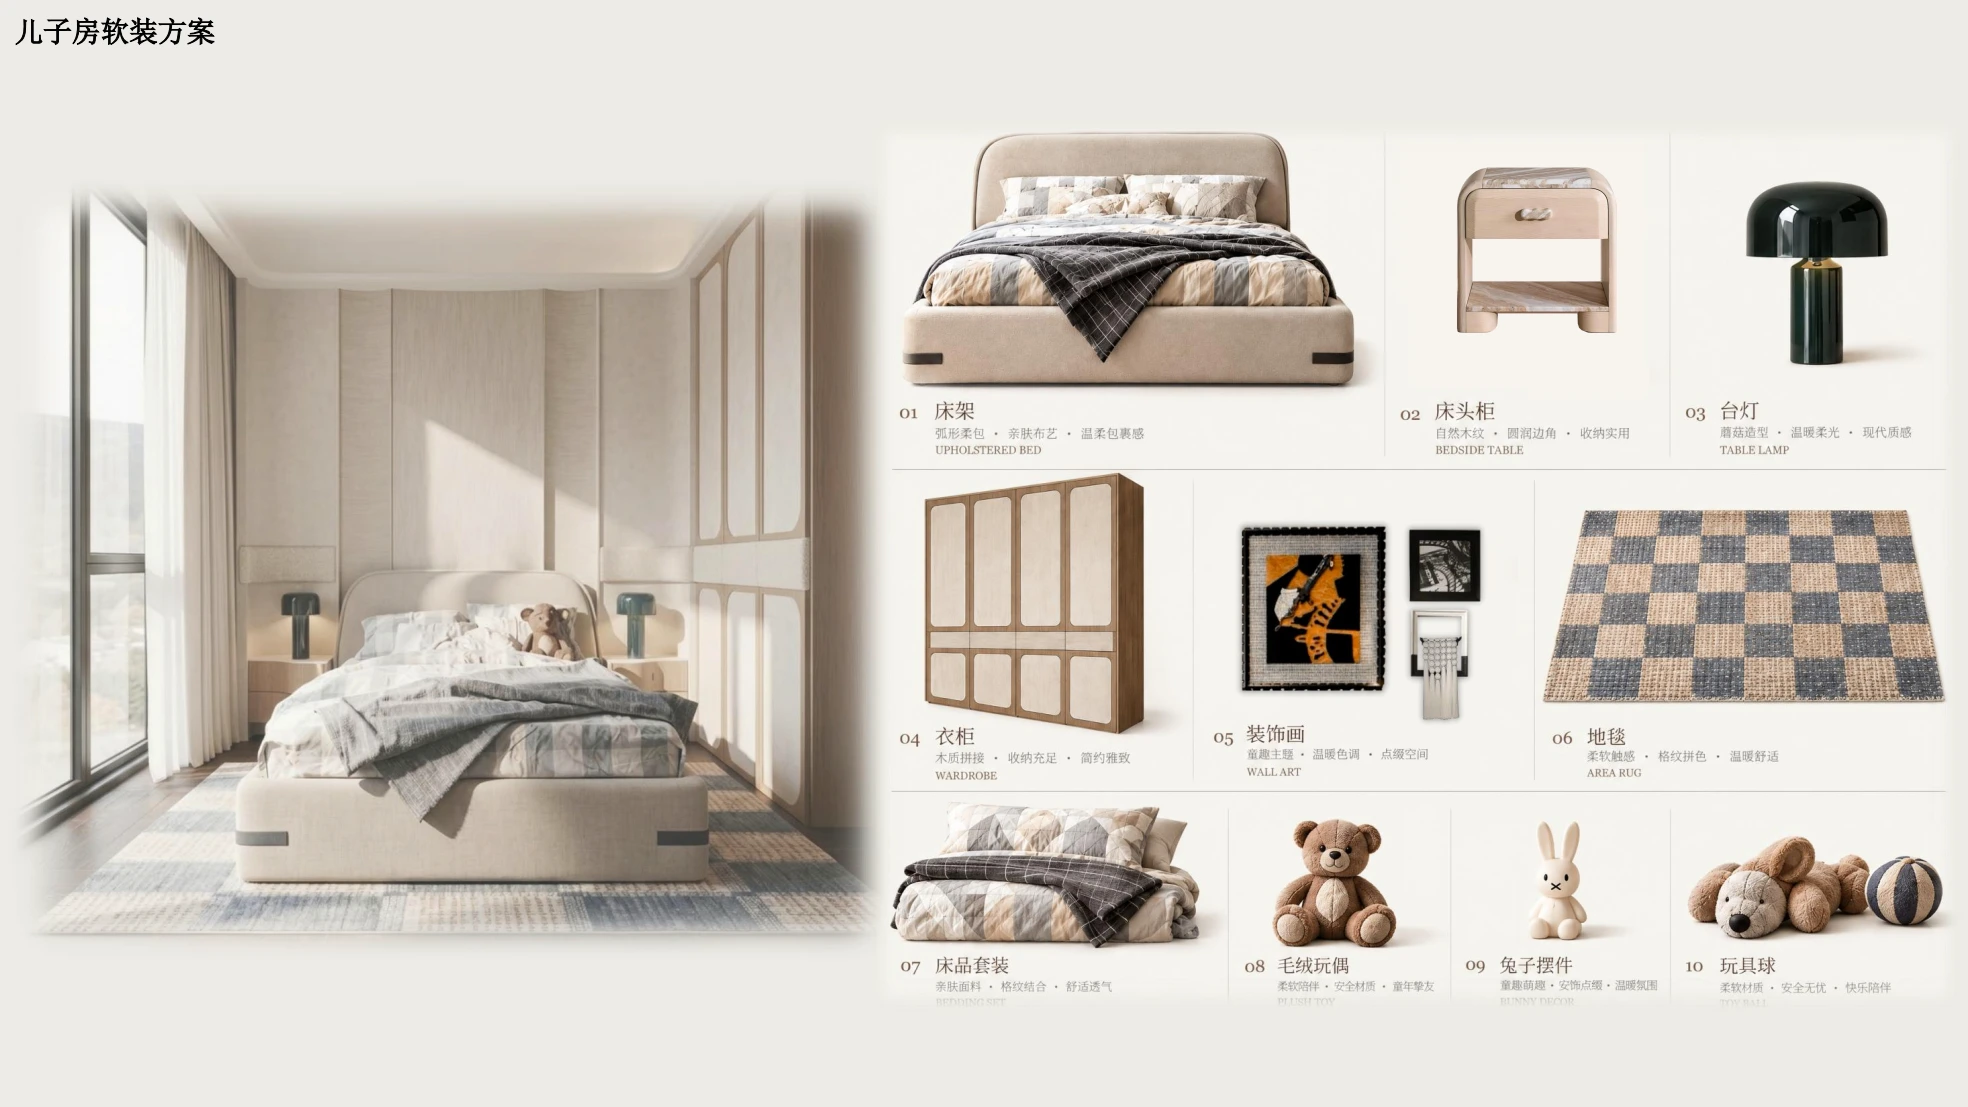 儿子房软装方案
01 床架
弧形柔包 · 亲肤布艺 · 温柔包裹感
UPHOLSTERED BED
02 床头柜
自然木纹 · 圆润边角 · 收纳实用
BEDSIDE TABLE
03 台灯
蘑菇造型 · 温暖柔光 · 现代质感
TABLE LAMP
04 衣柜
木质拼接 · 收纳充足 · 简约雅致
WARDROBE
05 装饰画
童趣主题 · 温暖色调 · 点缀空间
WALL ART
06 地毯
柔软触感 · 格纹拼色 · 温暖舒适
AREA RUG
07 床品套装
亲肤面料 · 格纹结合 · 舒适透气
BEDDING SET
08 毛绒玩偶
柔软陪伴 · 安全材质 · 童年挚友
PLUSH TOY
09 兔子摆件
童趣萌趣 · 安饰点缀 · 温暖氛围
BUNNY DECOR
10 玩具球
柔软材质 · 安全无忧 · 快乐陪伴
TOY BALL